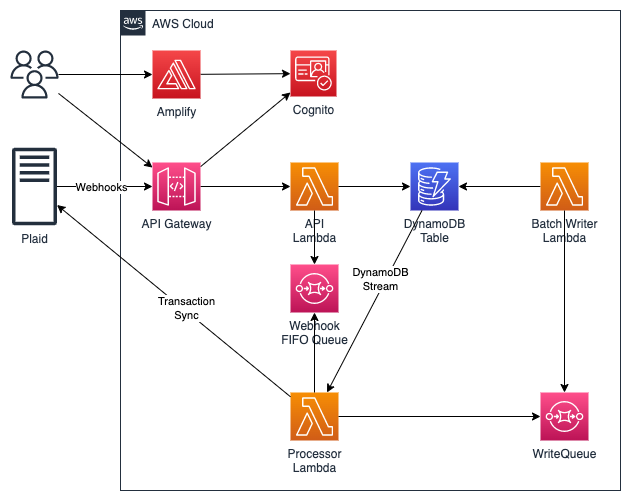 aws
AWS Cloud
Amplify
Cognito
Webhooks
Plaid
API Gateway
API
Lambda
DynamoDB
Table
Batch Writer
Lambda
DynamoDB
Stream
Transaction
Sync
Webhook
FIFO Queue
Processor
Lambda
WriteQueue